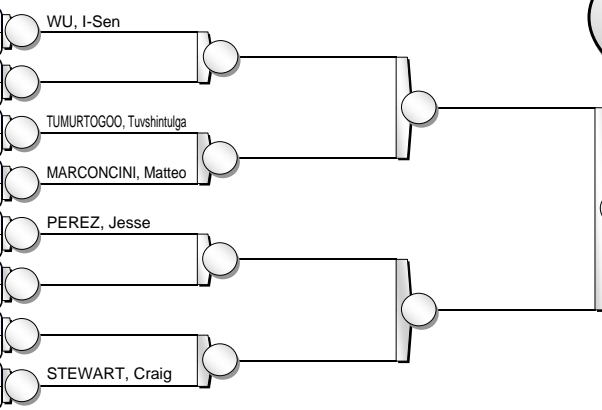 WU, I-Sen
TUMURTOGOO, Tuvshintulga
MARCONCINI, Matteo
PEREZ, Jesse
STEWART, Craig